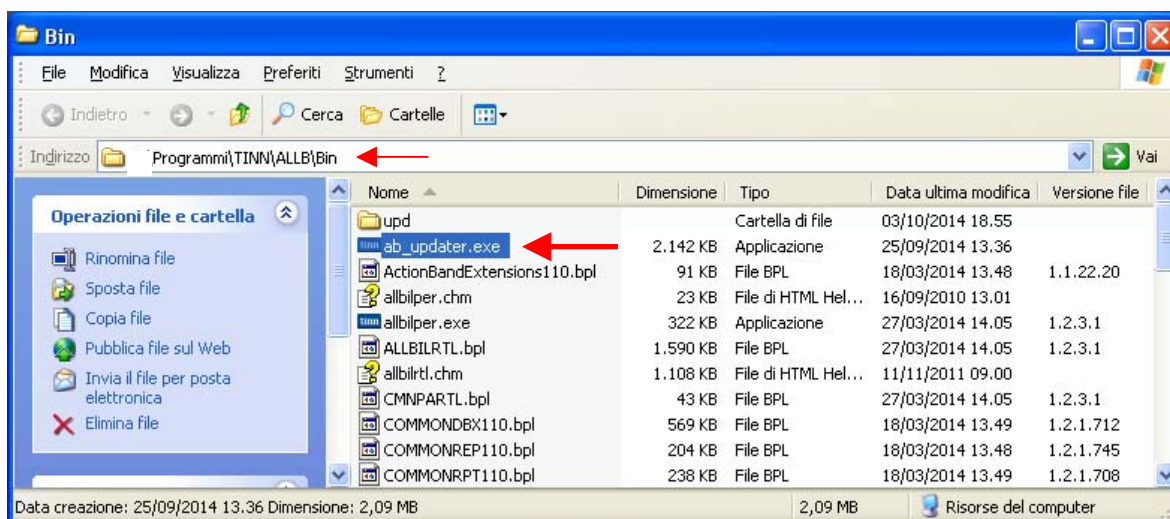 Bin
File Modifica Visualizza Preferiti Strumenti ?
Indietro Cerca Cartelle
Indirizzo Programmi\TINN\ALLB\Bin Vai
Operazioni file e cartella
Rinomina file
Sposta file
Copia file
Pubblica file sul Web
Invia il file per posta
elettronica
Elimina file
Nome Dimensione Tipo Data ultima modifica Versione file
upd Cartella di file 03/10/2014 18.55
ab_updater.exe 2.142 KB Applicazione 25/09/2014 13.36
ActionBandExtensions110.bpl 91 KB File BPL 18/03/2014 13.48 1.1.22.20
allbilper.chm 23 KB File di HTML Hel... 16/09/2010 13.01
allbilper.exe 322 KB Applicazione 27/03/2014 14.05 1.2.3.1
ALLBILRTL.bpl 1.590 KB File BPL 27/03/2014 14.05 1.2.3.1
allbilrtl.chm 1.108 KB File di HTML Hel... 11/11/2011 09.00
CMNPARTL.bpl 43 KB File BPL 27/03/2014 14.05 1.2.3.1
COMMONDBX110.bpl 569 KB File BPL 18/03/2014 13.49 1.2.1.712
COMMONREP110.bpl 204 KB File BPL 18/03/2014 13.48 1.2.1.745
COMMONRPT110.bpl 238 KB File BPL 18/03/2014 13.49 1.2.1.708
Data creazione: 25/09/2014 13.36 Dimensione: 2,09 MB 2,09 MB Risorse del computer